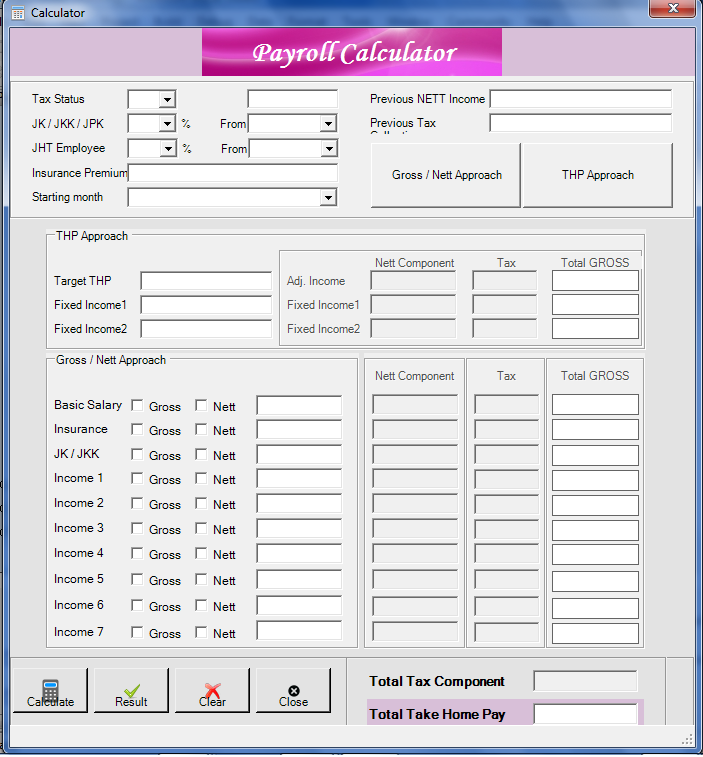 Calculator
Payroll Calculator
Tax Status
Previous NETT Income
JK / JKK / JPK % From
Previous Tax
JHT Employee % From
Insurance Premium
Gross / Nett Approach THP Approach
Starting month
THP Approach
Nett Component Tax Total GROSS
Target THP Adj. Income
Fixed Income1 Fixed Income1
Fixed Income2 Fixed Income2
Gross / Nett Approach
Nett Component Tax Total GROSS
Basic Salary Gross Nett
Insurance Gross Nett
JK / JKK Gross Nett
Income 1 Gross Nett
Income 2 Gross Nett
Income 3 Gross Nett
Income 4 Gross Nett
Income 5 Gross Nett
Income 6 Gross Nett
Income 7 Gross Nett
Total Tax Component
Calculate Result Clear Close
Total Take Home Pay